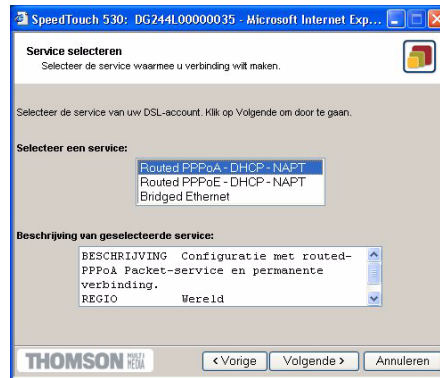 SpeedTouch 530: DG244L00000035 - Microsoft Internet Exp...
Service selecteren
Selecteer de service waarmee u verbinding wilt maken.
Selecteer de service van uw DSL-account. Klik op Volgende om door te gaan.
Selecteer een service:
Routed PPPoA - DHCP - NAPT
Routed PPPoE - DHCP - NAPT
Bridged Ethernet
Beschrijving van geselecteerde service:
BESCHRIJVING Configuratie met routed-
PPPoA Packet-service en permanente
verbinding.
REGIO Wereld
THOMSON MULTI MEDIA
< Vorige
Volgende >
Annuleren